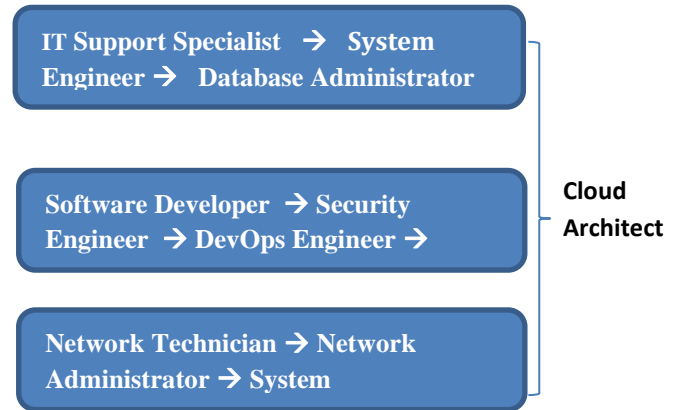 IT Support Specialist → System
Engineer → Database Administrator
Software Developer → Security
Engineer → DevOps Engineer →
Cloud
Architect
Network Technician → Network
Administrator → System